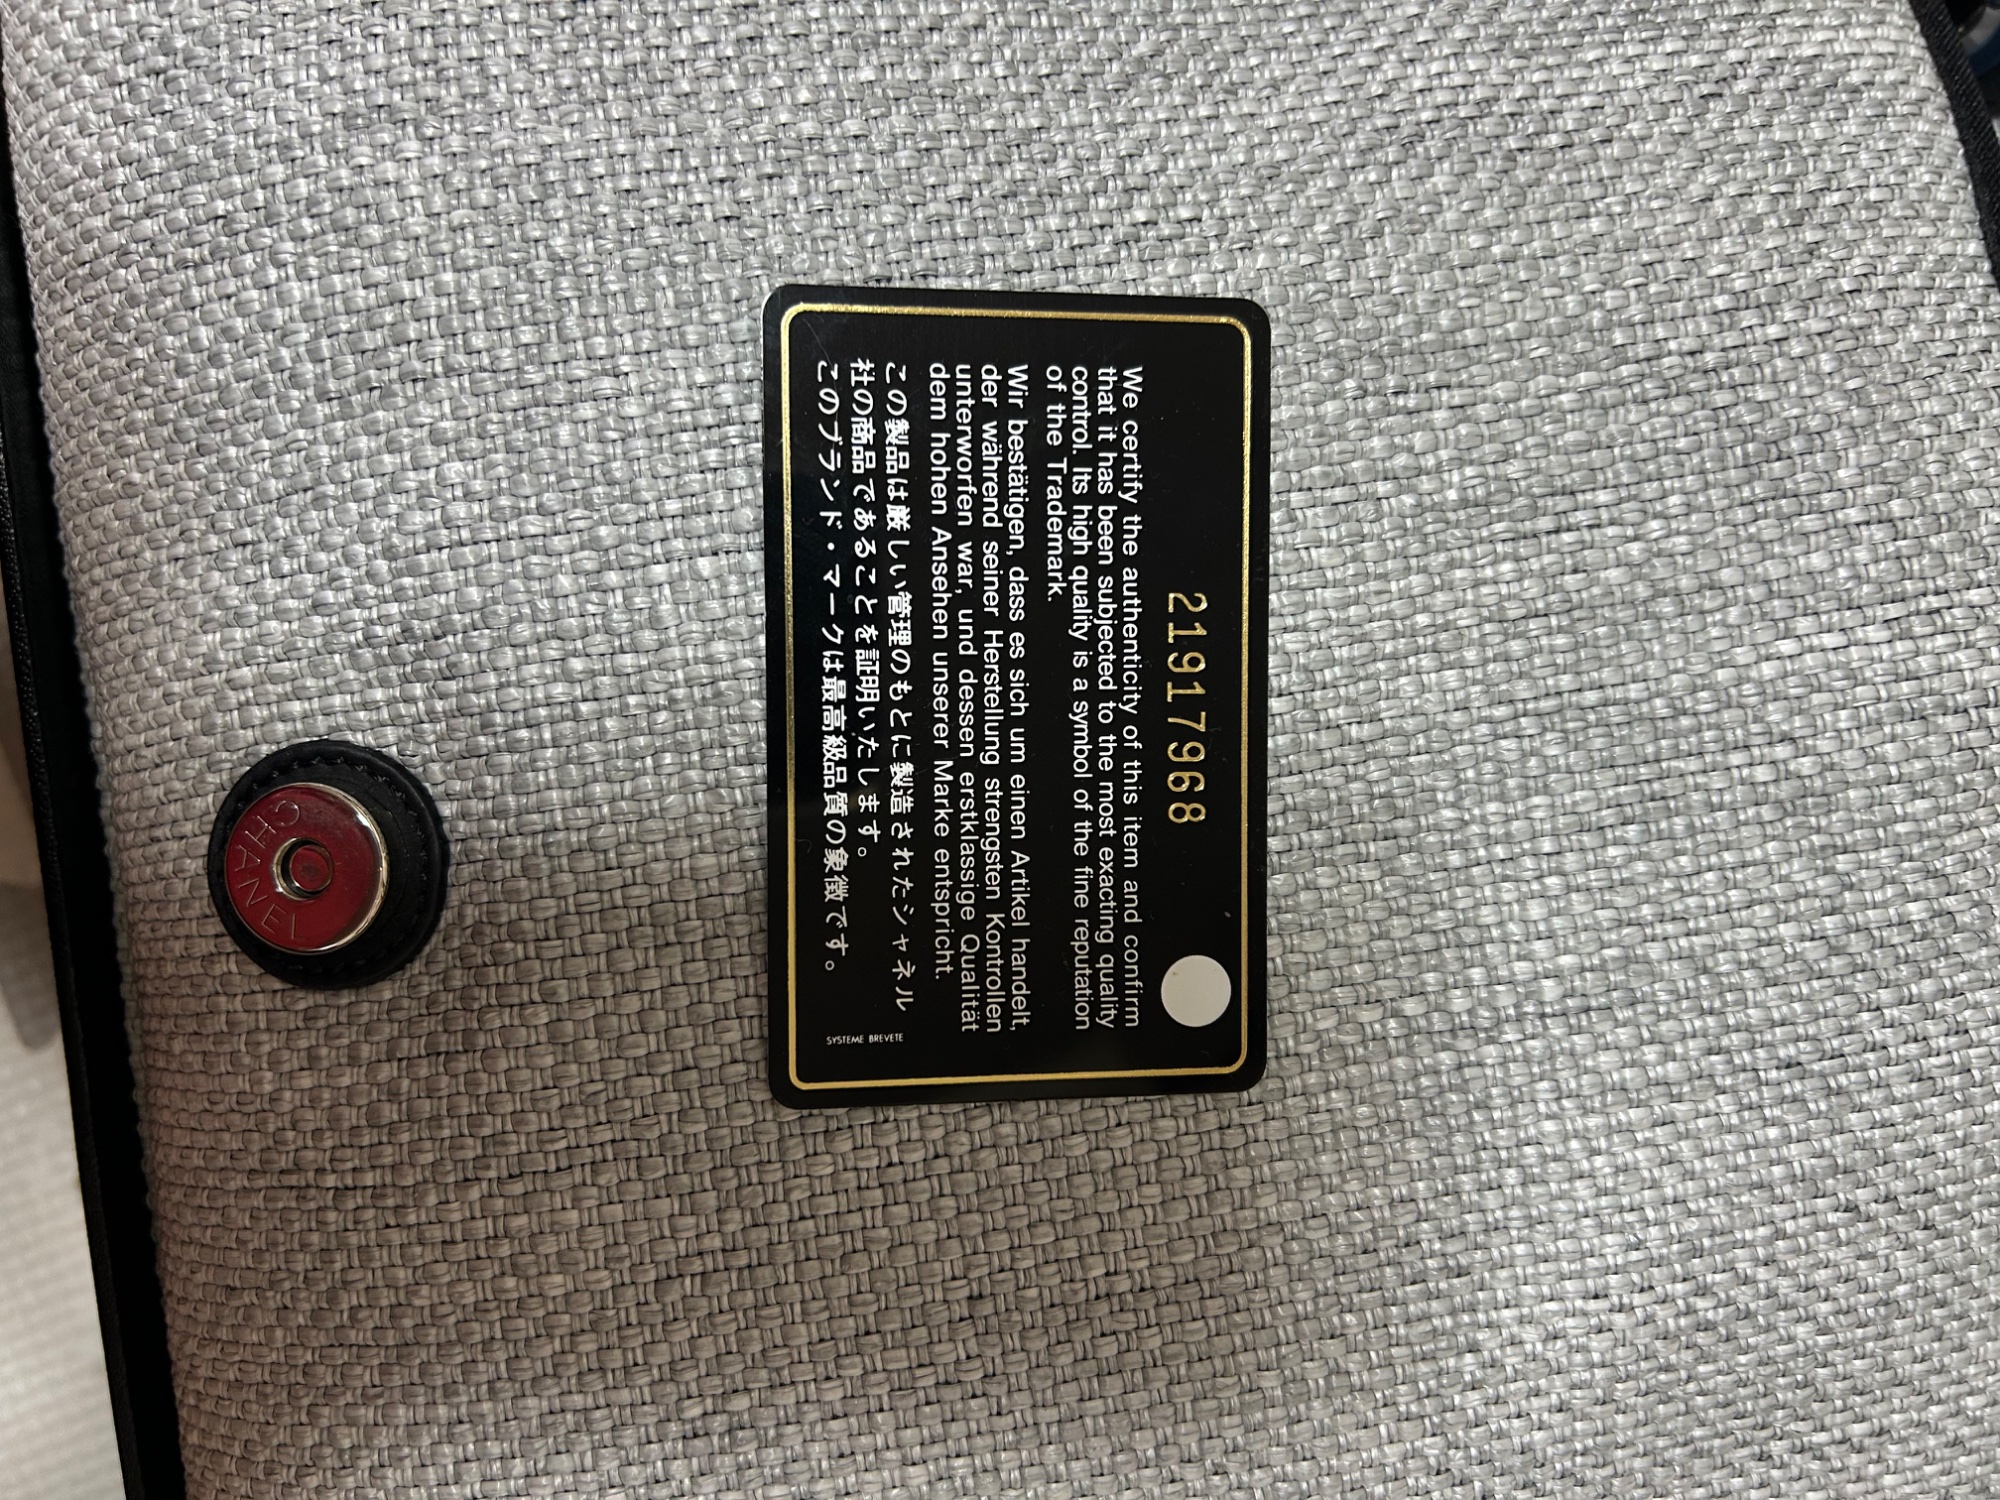 21917968
We certify the authenticity of this item and confirm
that it has been subjected to the most exacting quality
control. Its high quality is a symbol of the fine reputation
of the Trademark.
Wir bestätigen, dass es sich um einen Artikel handelt,
der während seiner Herstellung strengsten Kontrollen
unterworfen war, und dessen erstklassige Qualität
dem hohen Ansehen unserer Marke entspricht.
この製品は厳しい管理のもとに製造されたシャネル
社の商品であることを証明いたします。
このブランド・マークは最高級品質の象徴です。
SYSTEME BREVETE
CHANEL